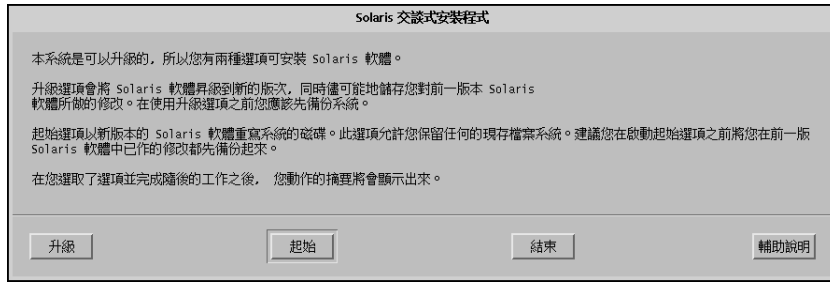 Solaris 交談式安裝程式
本系統是可以升級的, 所以您有兩種選項可安裝 Solaris 軟體。
升級選項會將 Solaris 軟體昇級到新的版次, 同時儘可能地儲存您對前一版本 Solaris
軟體所做的修改。在使用升級選項之前您應該先備份系統。
起始選項以新版本的 Solaris 軟體重寫系統的磁碟。此選項允許您保留任何的現存檔案系統。建議您在啟動起始選項之前將您在前一版
Solaris 軟體中已作的修改都先備份起來。
在您選取了選項並完成隨後的工作之後, 您動作的摘要將會顯示出來。
升級 起始 結束 輔助說明